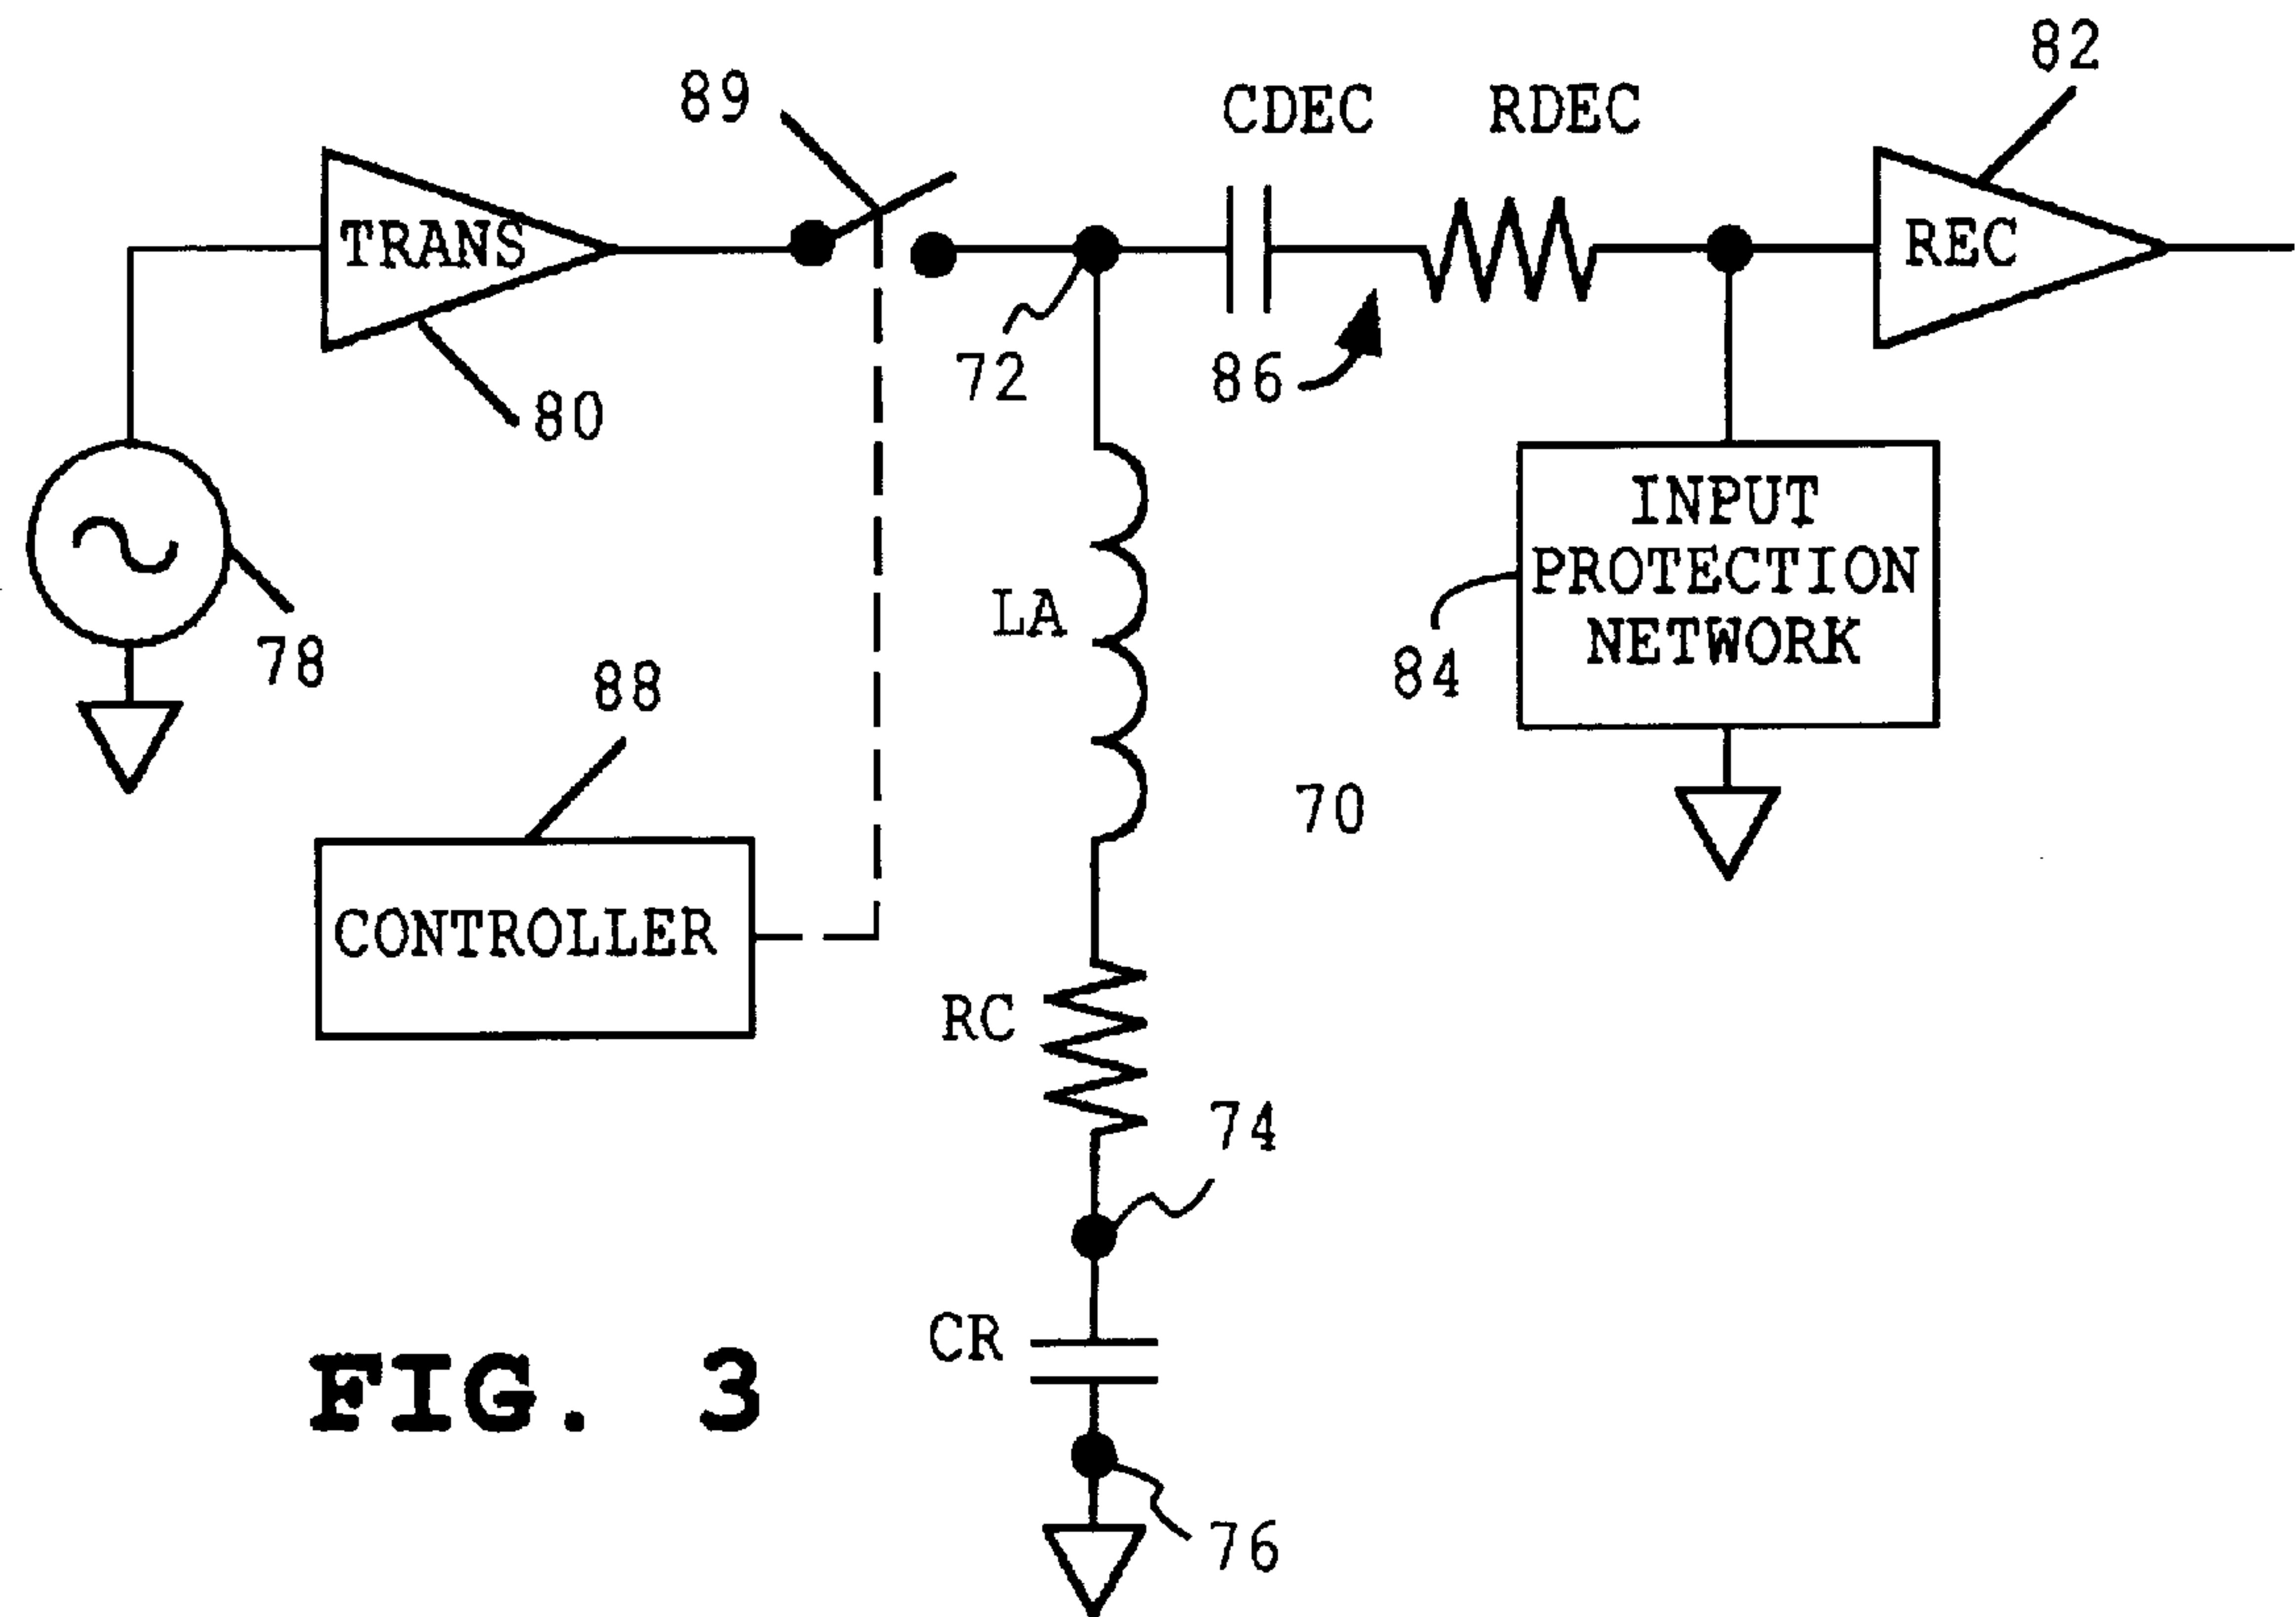 82
89
CDEC
RDEC
TRANS
REC
72
86
80
INPUT
PROTECTION
NETWORK
LA
78
88
84
70
CONTROLLER
RC
74
CR
FIG. 3
76